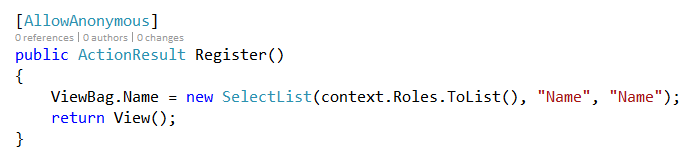 [AllowAnonymous]
0 references | 0 authors | 0 changes
public ActionResult Register()
{
    ViewBag.Name = new SelectList(context.Roles.ToList(), "Name", "Name");
    return View();
}